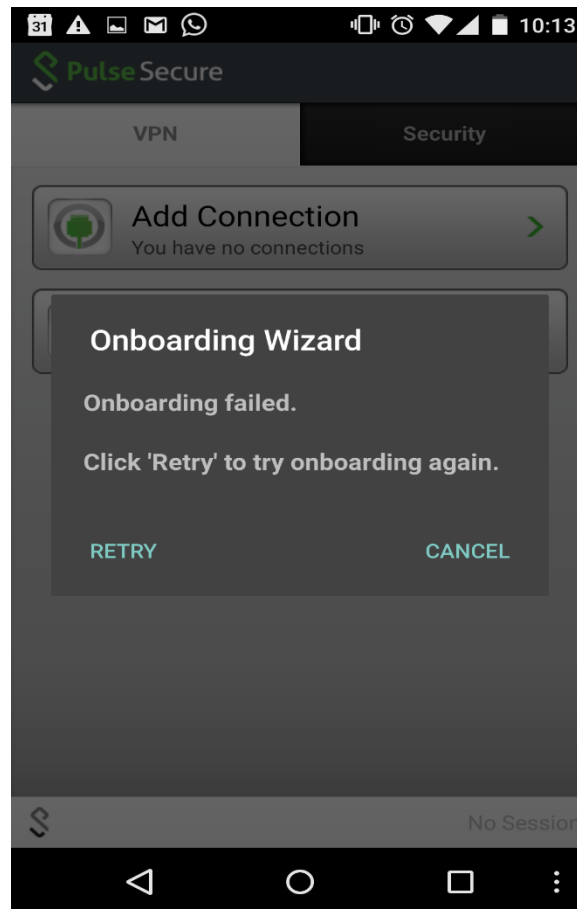 31
10:13
Pulse Secure
VPN
Security
Add Connection
You have no connections
Onboarding Wizard
Onboarding failed.
Click 'Retry' to try onboarding again.
RETRY
CANCEL
No Session